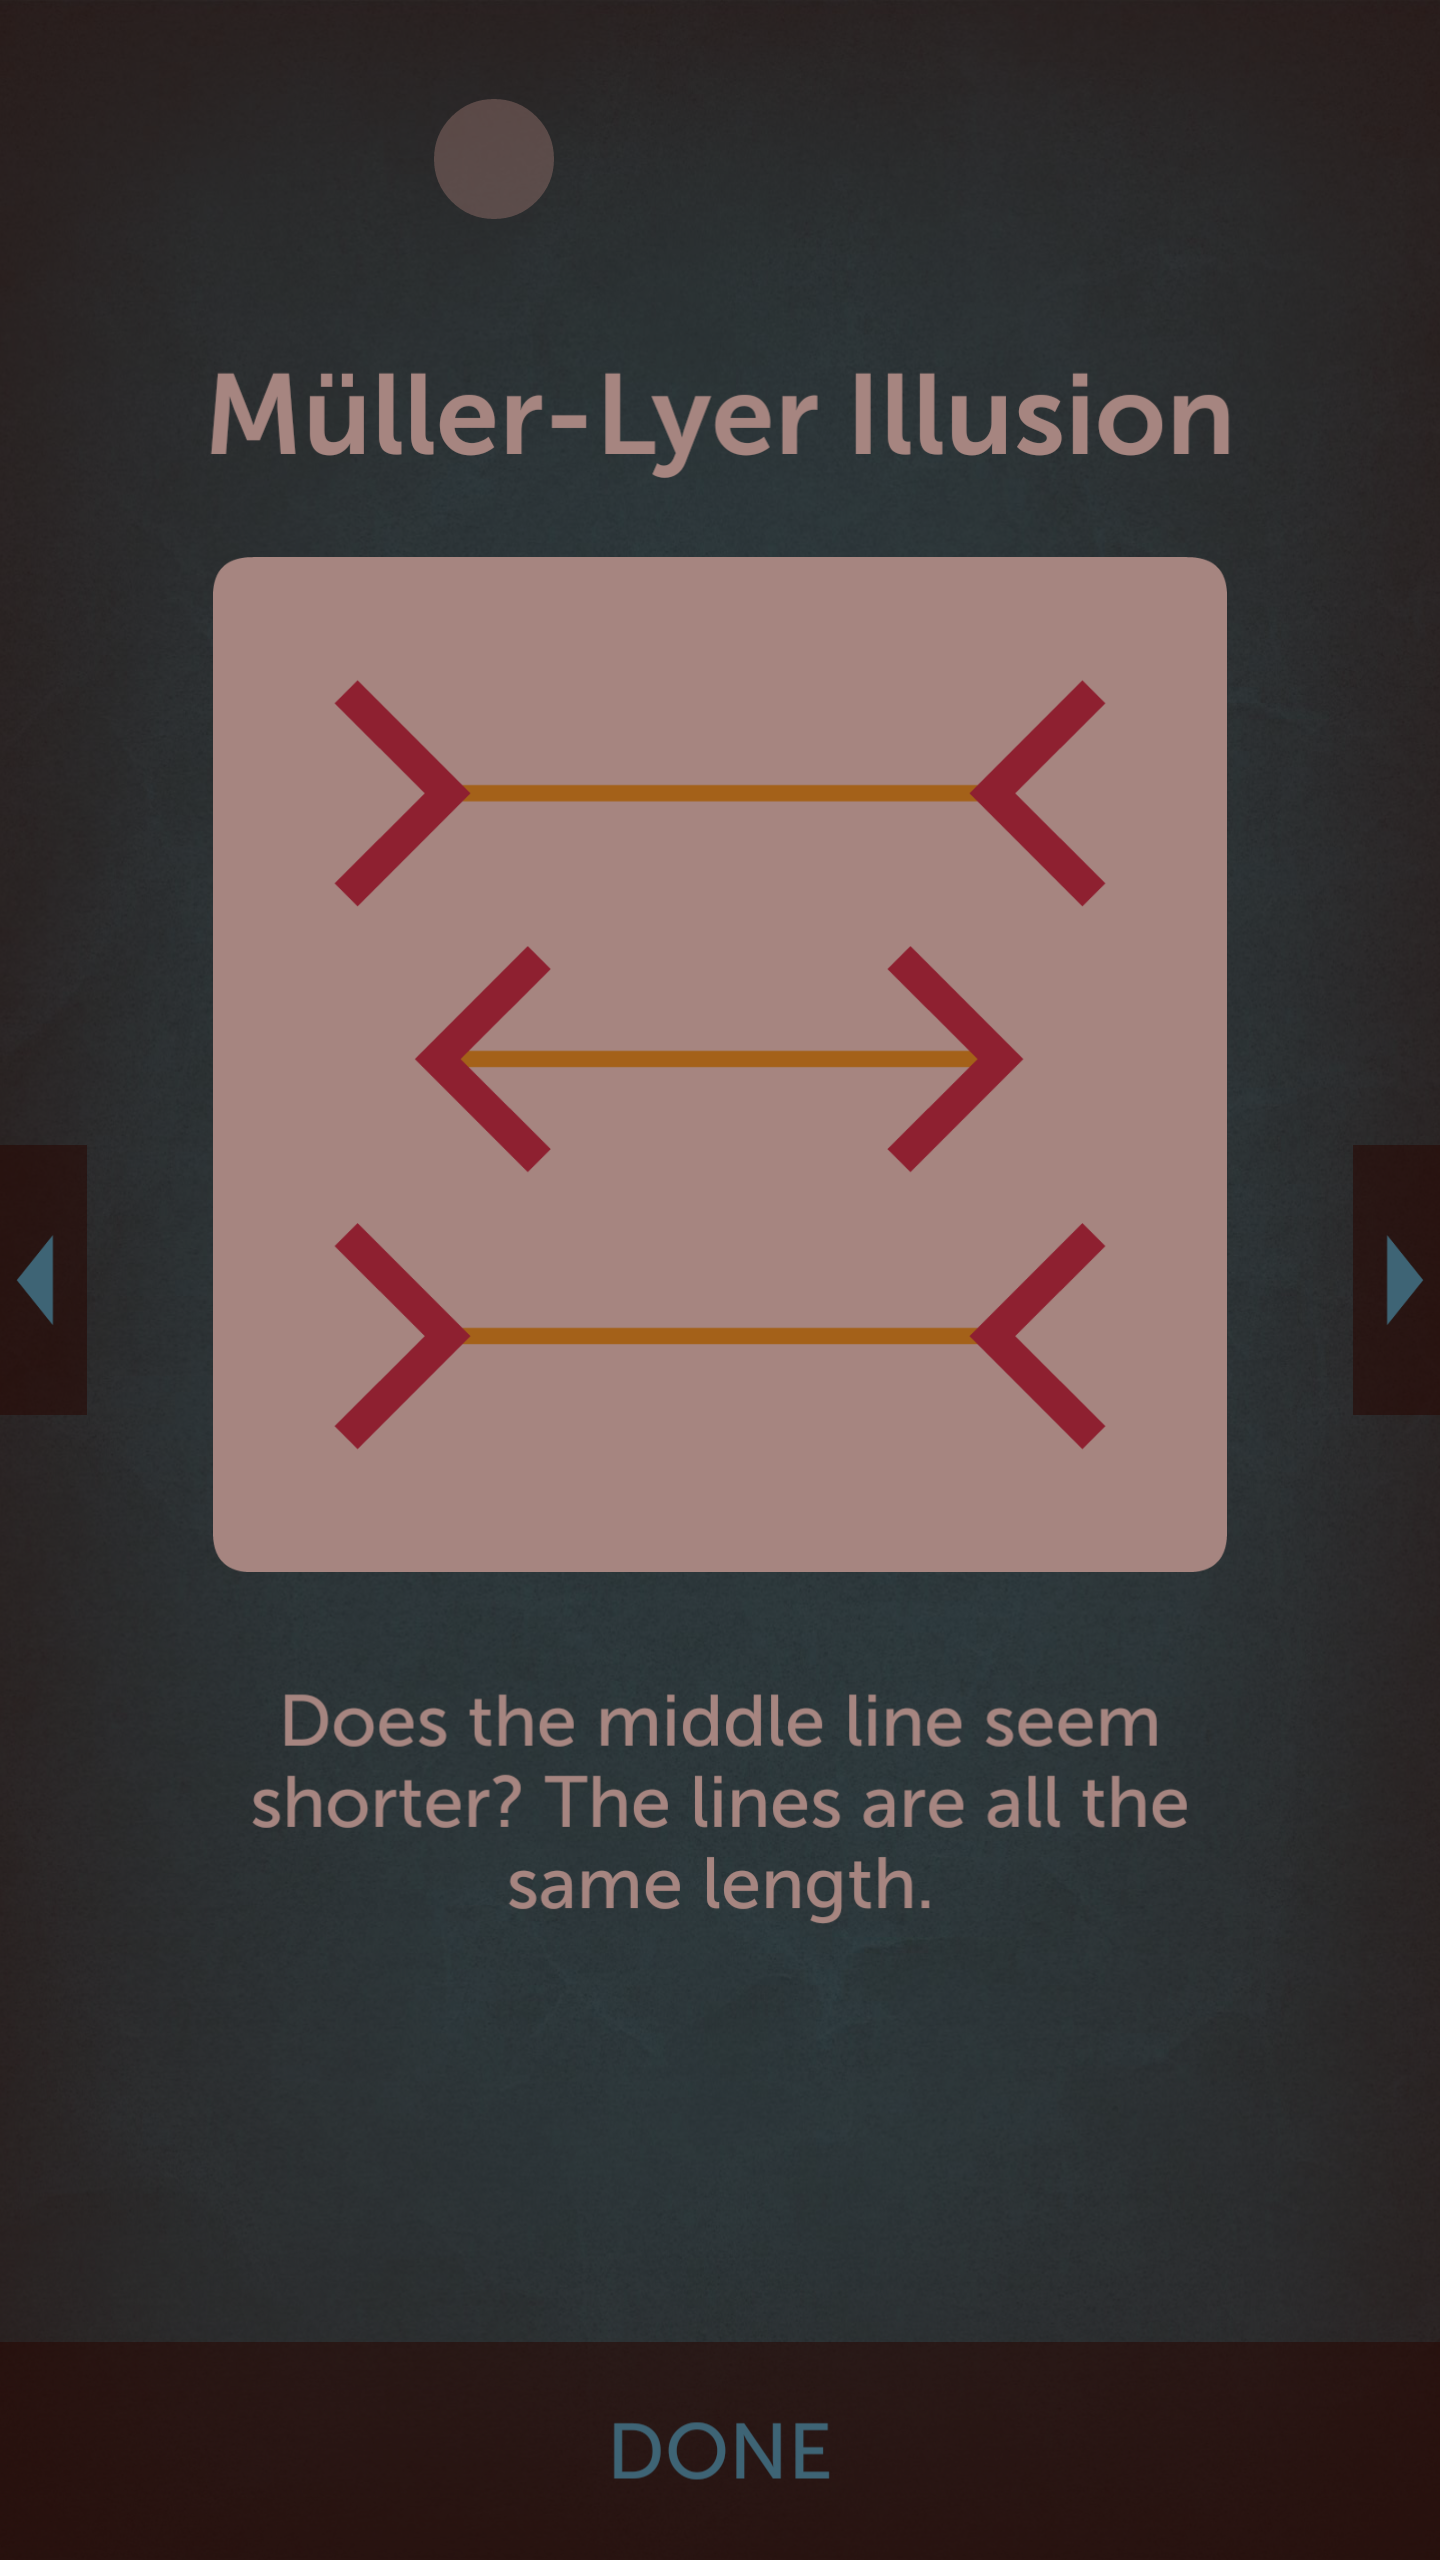 Müller-Lyer Illusion
Does the middle line seem
shorter? The lines are all the
same length.
DONE